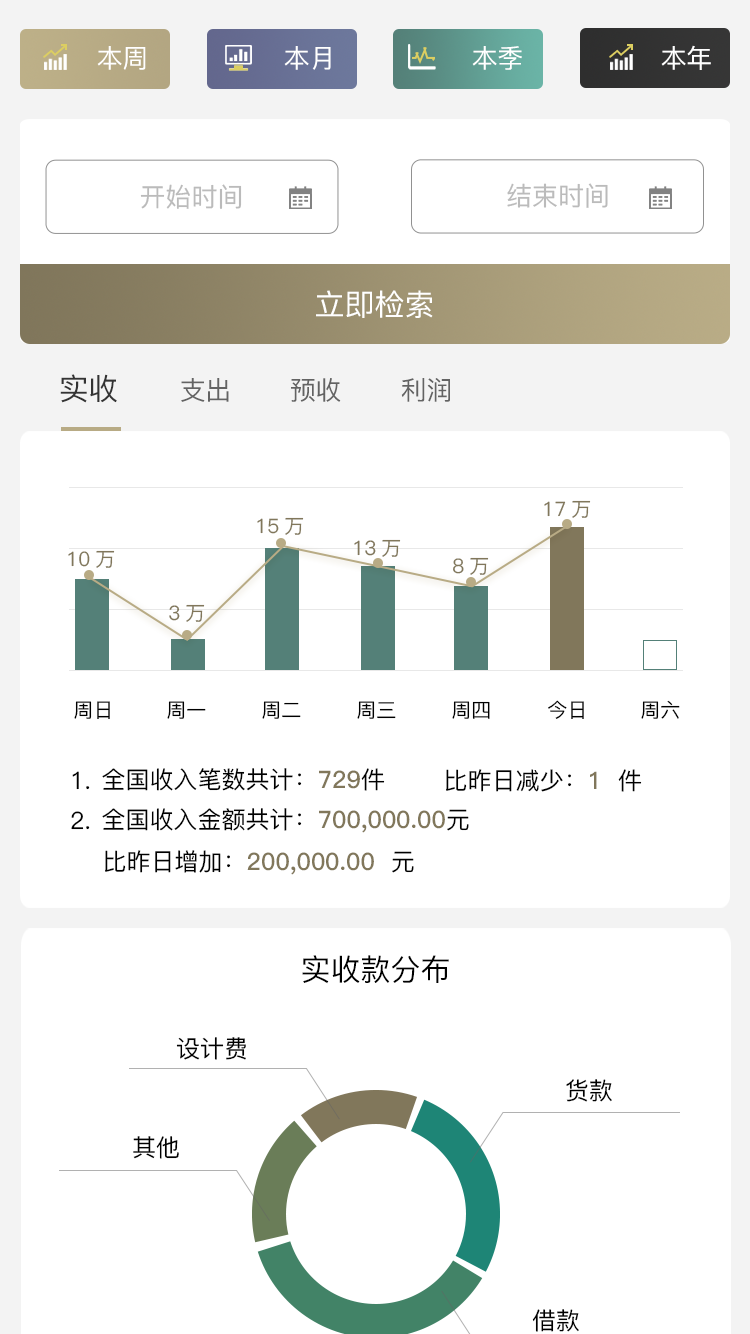 本周 本月 本季 本年
开始时间 结束时间
立即检索
实收 支出 预收 利润
17 万
15 万
13 万
10 万
8 万
3 万
周日 周一 周二 周三 周四 今日 周六
1. 全国收入笔数共计：729件 比昨日减少：1 件
2. 全国收入金额共计：700,000.00元
比昨日增加：200,000.00 元
实收款分布
设计费
货款
其他
借款